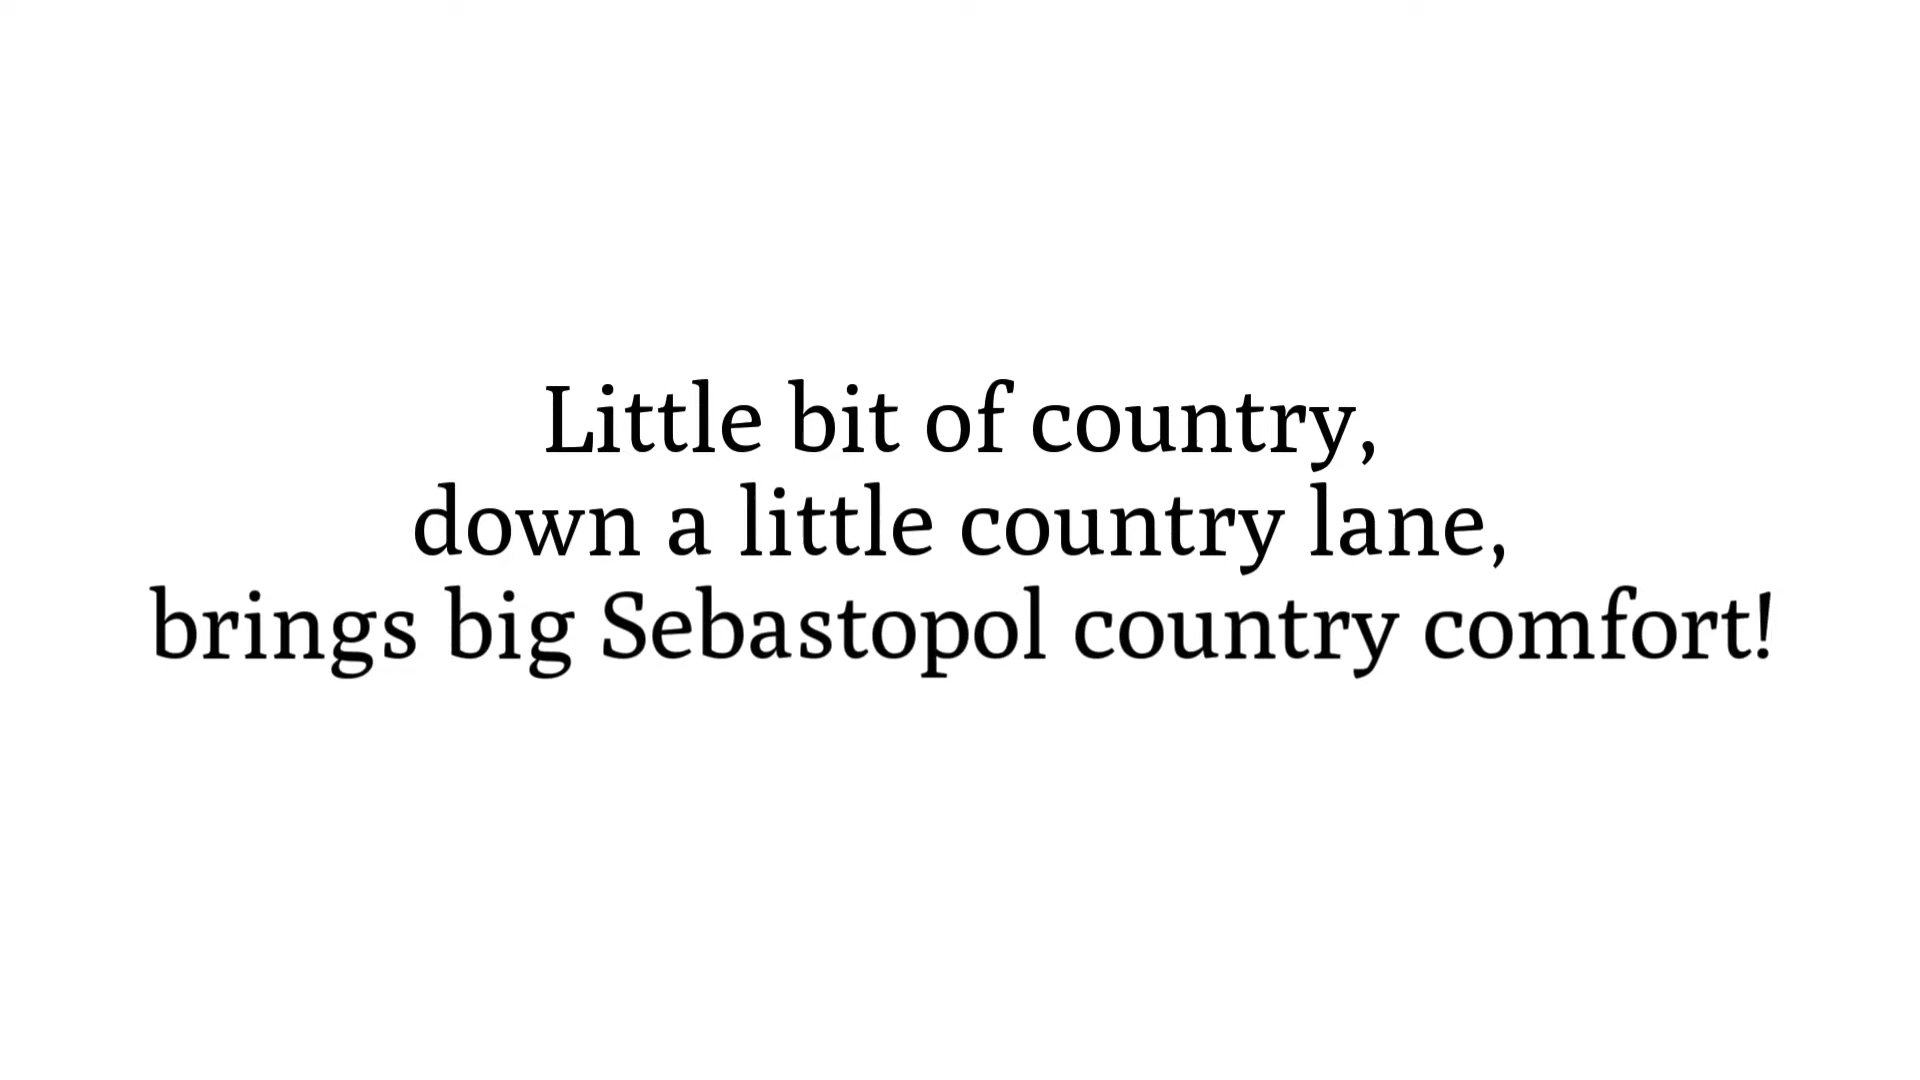 Little bit of country,
down a little country lane,
brings big Sebastopol country comfort!